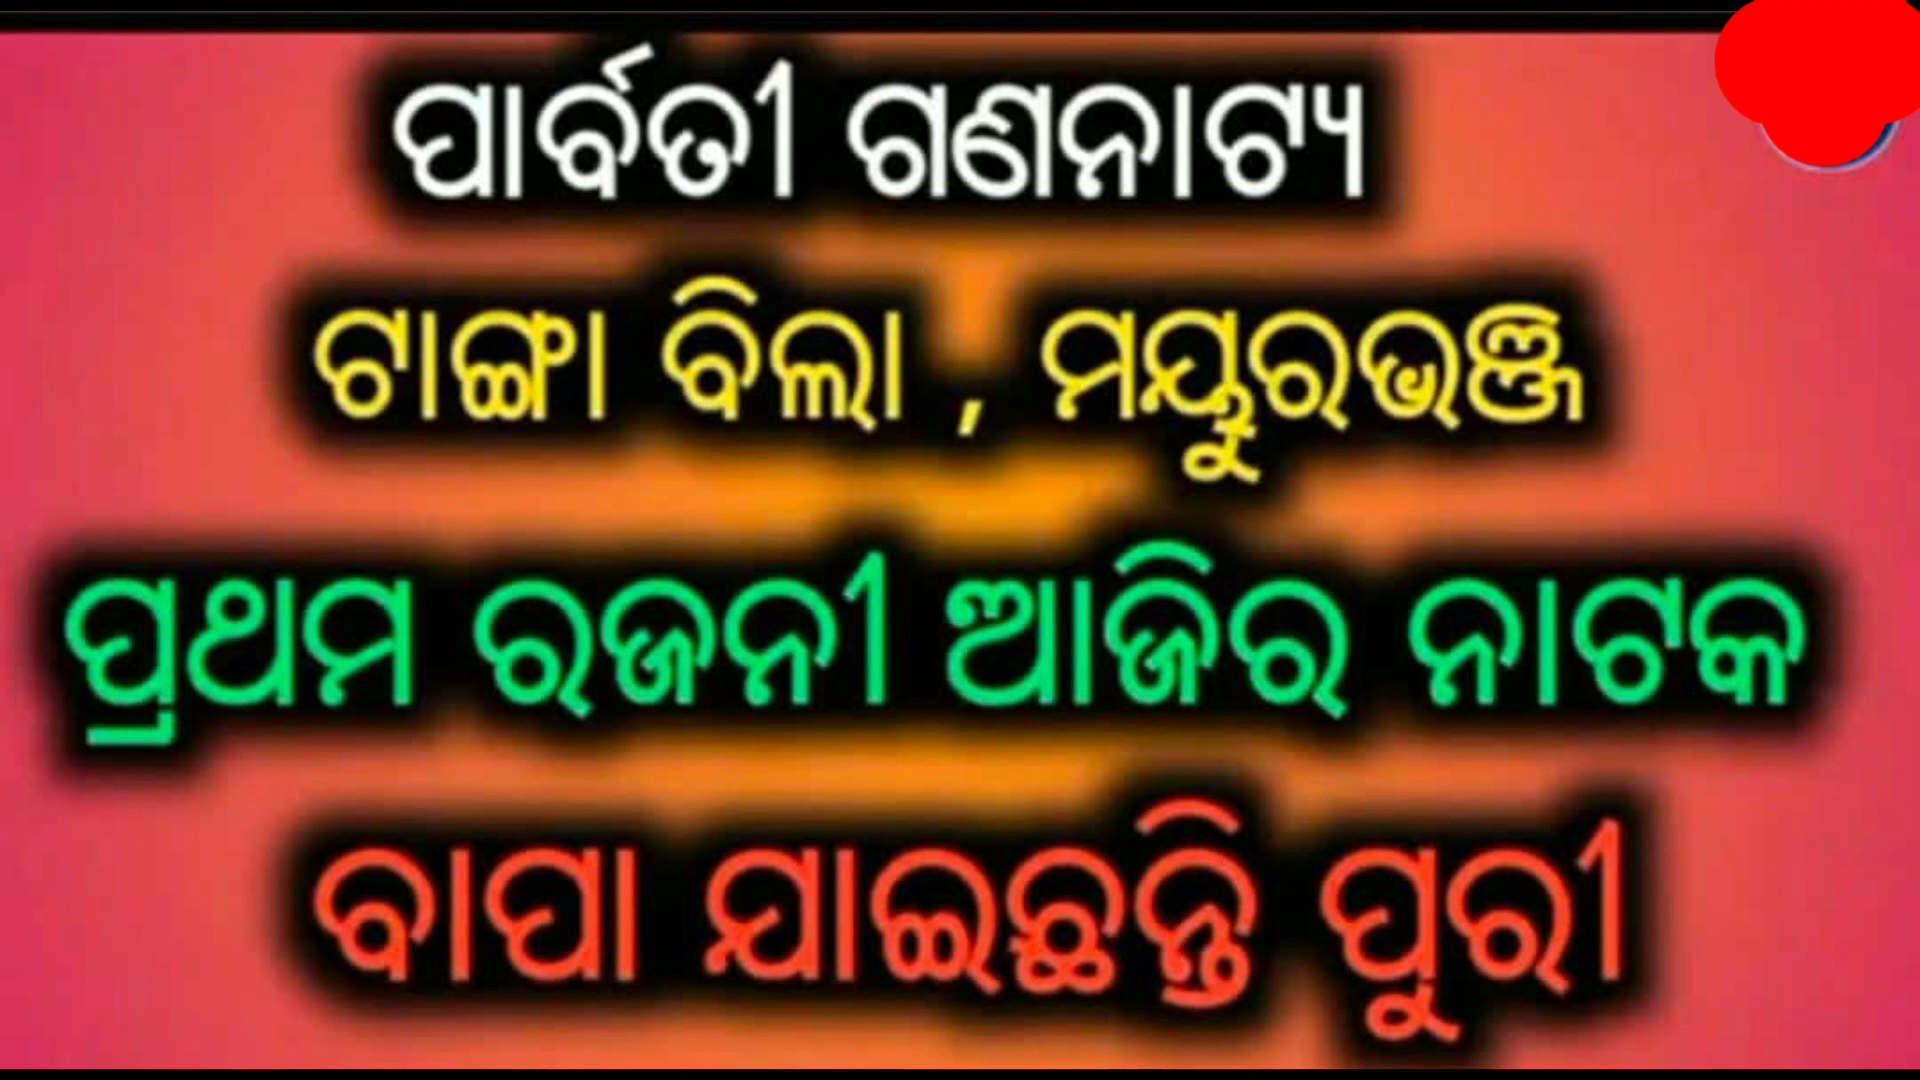 ପାର୍ବତୀ ଗଣନାଟ୍ୟ
ଟାଙ୍ଗା ବିଲା , ମୟୁରଭଞ୍ଜ
ପ୍ରଥମ ରଜନୀ ଆଜିର ନାଟକ
ବାପା ଯାଇଛନ୍ତି ପୁରୀ